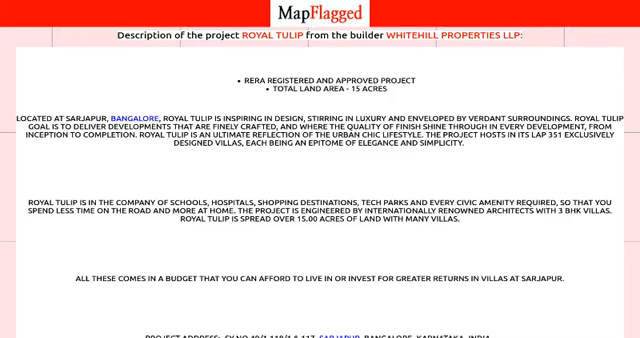 MapFlagged
Description of the project ROYAL TULIP from the builder WHITEHILL PROPERTIES LLP:
• RERA REGISTERED AND APPROVED PROJECT
• TOTAL LAND AREA - 15 ACRES
LOCATED AT SARJAPUR, BANGALORE, ROYAL TULIP IS INSPIRING IN DESIGN, STIRRING IN LUXURY AND ENVELOPED BY VERDANT SURROUNDINGS. ROYAL TULIP
GOAL IS TO DELIVER DEVELOPMENTS THAT ARE FINELY CRAFTED, AND WHERE THE QUALITY OF FINISH SHINE THROUGH IN EVERY DEVELOPMENT, FROM
INCEPTION TO COMPLETION. ROYAL TULIP IS AN ULTIMATE REFLECTION OF THE URBAN CHIC LIFESTYLE. THE PROJECT HOSTS IN ITS LAP 351 EXCLUSIVELY
DESIGNED VILLAS, EACH BEING AN EPITOME OF ELEGANCE AND SIMPLICITY.
ROYAL TULIP IS IN THE COMPANY OF SCHOOLS, HOSPITALS, SHOPPING DESTINATIONS, TECH PARKS AND EVERY CIVIC AMENITY REQUIRED, SO THAT YOU
SPEND LESS TIME ON THE ROAD AND MORE AT HOME. THE PROJECT IS ENGINEERED BY INTERNATIONALLY RENOWNED ARCHITECTS WITH 3 BHK VILLAS.
ROYAL TULIP IS SPREAD OVER 15.00 ACRES OF LAND WITH MANY VILLAS.
ALL THESE COMES IN A BUDGET THAT YOU CAN AFFORD TO LIVE IN OR INVEST FOR GREATER RETURNS IN VILLAS AT SARJAPUR.
PROJECT ADDRESS: SARJAPUR, BANGALORE, KARNATAKA, INDIA